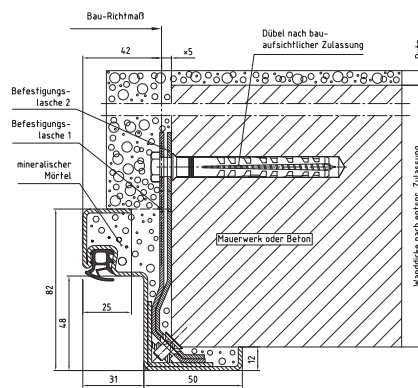 Bau-Richtmaß
42
×5
Dübel nach bau-
aufsichtlicher Zulassung
Putz
Befestigungs-
lasche 2
Befestigungs-
lasche 1
mineralischer
Mörtel
Mauerwerk oder Beton
Wanddicke nach entspr. Zulassung
82
48
25
12
31
50